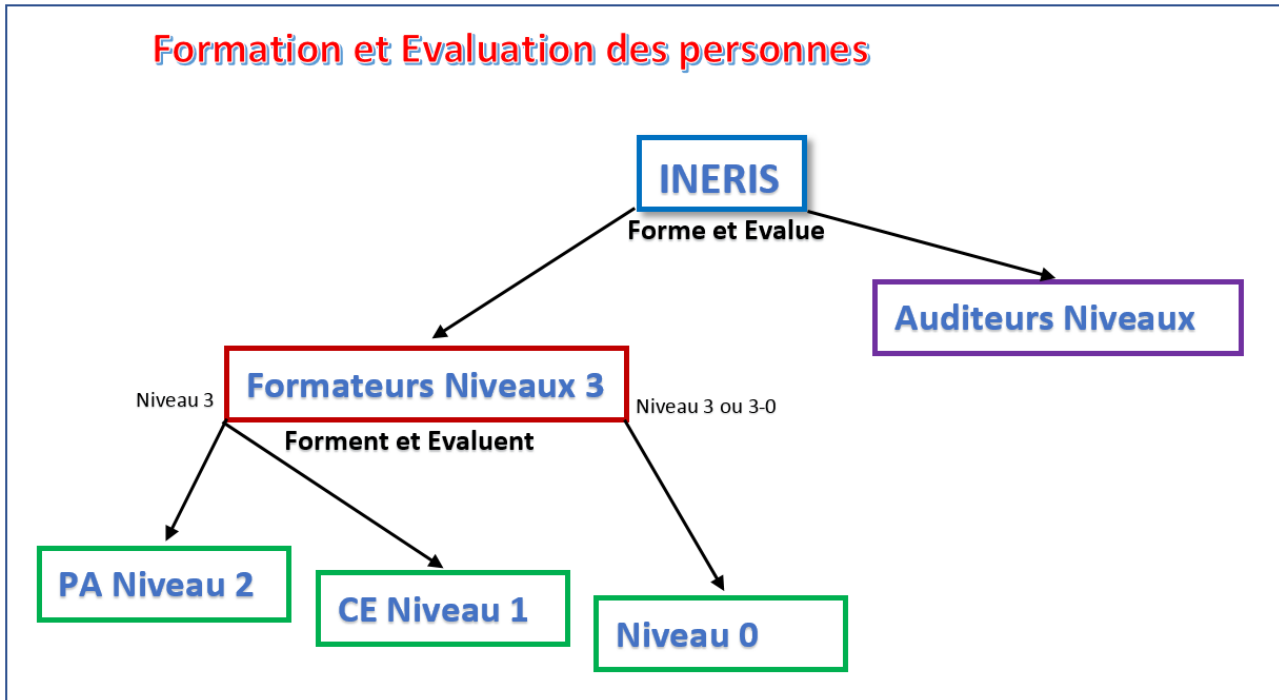 Formation et Evaluation des personnes
INERIS
Forme et Evalue
Auditeurs Niveaux
Formateurs Niveaux 3
Niveau 3
Niveau 3 ou 3-0
Forment et Evaluent
PA Niveau 2
CE Niveau 1
Niveau 0